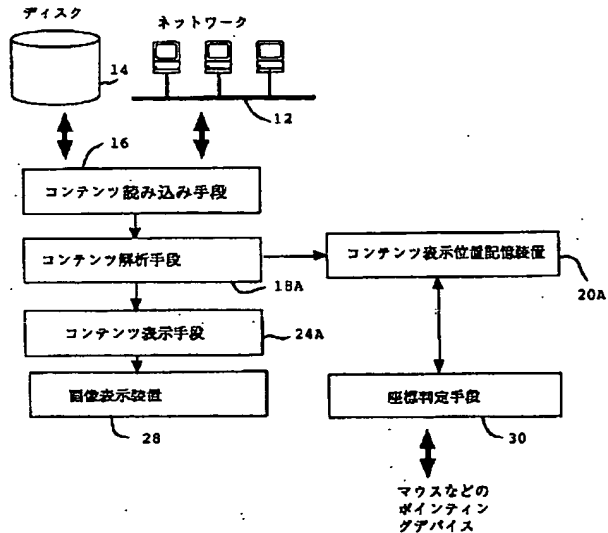 ディスク
ネットワーク
14
12
16
コンテンツ読み込み手段
コンテンツ解析手段
18A
コンテンツ表示位置記憶装置
20A
コンテンツ表示手段
24A
画像表示装置
28
座標判定手段
30
マウスなどの
ポインティン
グデバイス